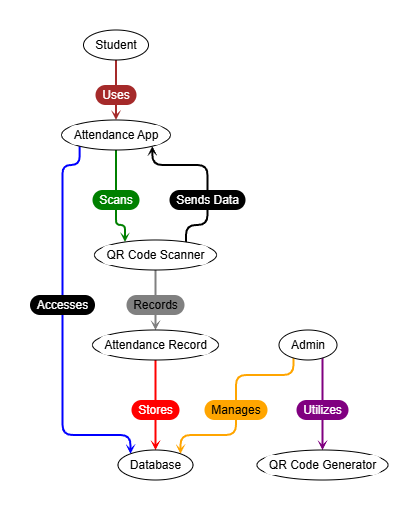 Student
Uses
Attendance App
Scans
Sends Data
QR Code Scanner
Accesses
Records
Attendance Record
Admin
Stores
Manages
Utilizes
Database
QR Code Generator